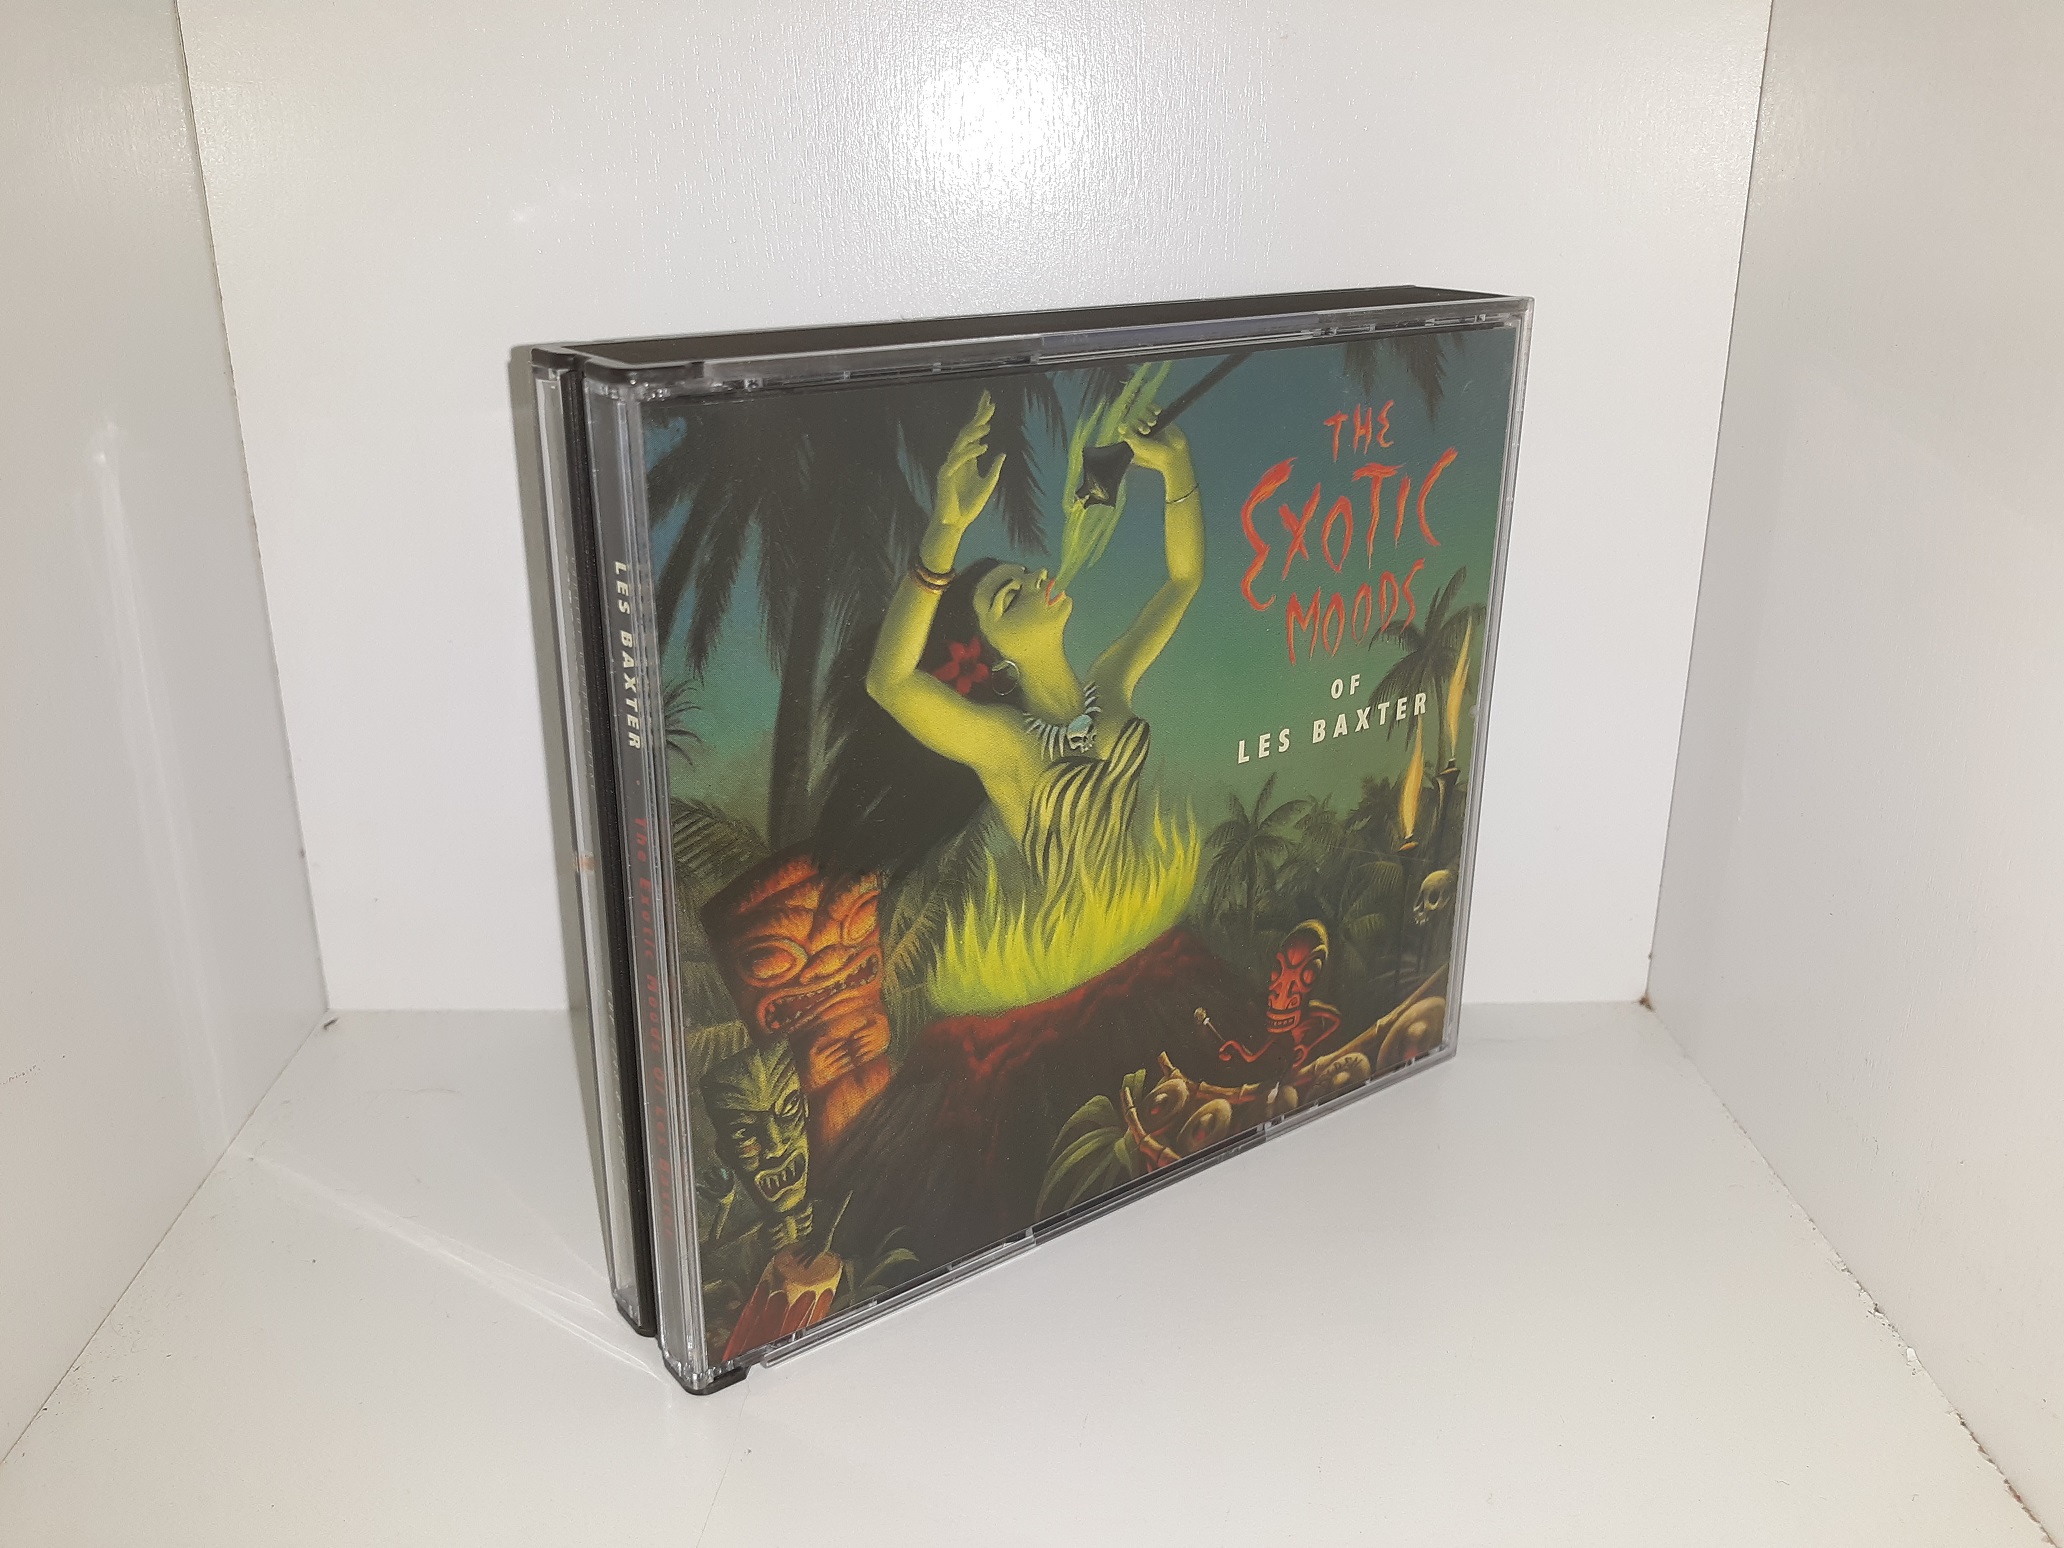 THE
EXOTIC
MOODS
OF
LES BAXTER
LES BAXTER · The Exotic Moods of Les Baxter